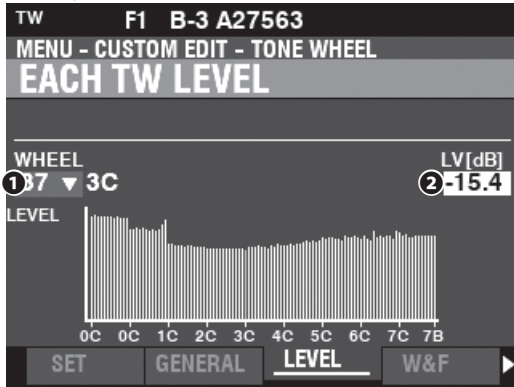 TW F1 B-3 A27563
MENU - CUSTOM EDIT - TONE WHEEL
EACH TW LEVEL
WHEEL LV[dB]
1 37 ▼ 3C 2 -15.4
LEVEL
0C 0C 1C 2C 3C 4C 5C 6C 7C 7B
SET GENERAL LEVEL W&F